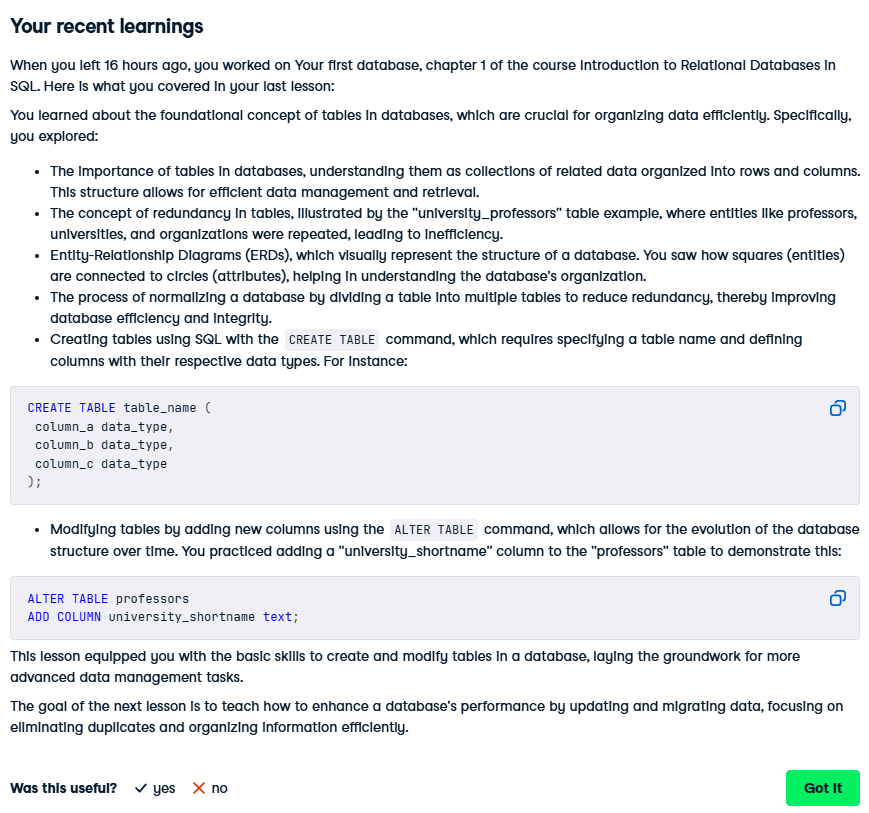 Your recent learnings
When you left 16 hours ago, you worked on Your first database, chapter 1 of the course Introduction to Relational Databases in
SQL. Here is what you covered in your last lesson:
You learned about the foundational concept of tables in databases, which are crucial for organizing data efficiently. Specifically,
you explored:
• The importance of tables in databases, understanding them as collections of related data organized into rows and columns.
This structure allows for efficient data management and retrieval.
• The concept of redundancy in tables, illustrated by the "university_professors" table example, where entities like professors,
universities, and organizations were repeated, leading to inefficiency.
• Entity-Relationship Diagrams (ERDs), which visually represent the structure of a database. You saw how squares (entities)
are connected to circles (attributes), helping in understanding the database's organization.
• The process of normalizing a database by dividing a table into multiple tables to reduce redundancy, thereby improving
database efficiency and integrity.
• Creating tables using SQL with the CREATE TABLE command, which requires specifying a table name and defining
columns with their respective data types. For instance:
CREATE TABLE table_name (
column_a data_type,
column_b data_type,
column_c data_type
);
• Modifying tables by adding new columns using the ALTER TABLE command, which allows for the evolution of the database
structure over time. You practiced adding a "university_shortname" column to the "professors" table to demonstrate this:
ALTER TABLE professors
ADD COLUMN university_shortname text;
This lesson equipped you with the basic skills to create and modify tables in a database, laying the groundwork for more
advanced data management tasks.
The goal of the next lesson is to teach how to enhance a database's performance by updating and migrating data, focusing on
eliminating duplicates and organizing information efficiently.
Was this useful? yes no Got it